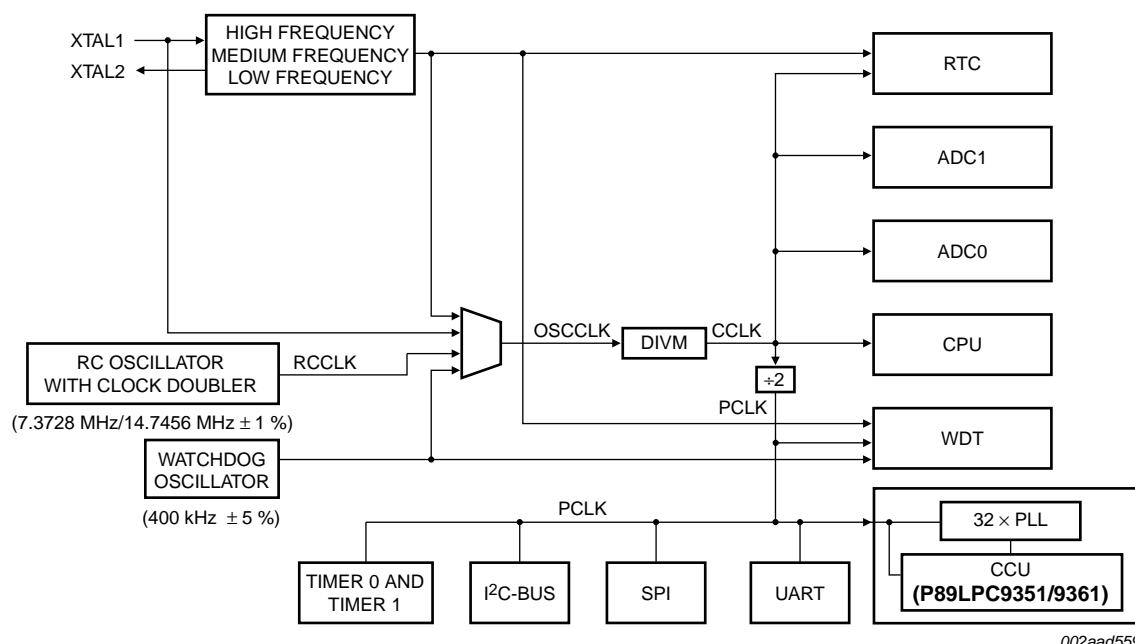 XTAL1
XTAL2
HIGH FREQUENCY
MEDIUM FREQUENCY
LOW FREQUENCY
RTC
ADC1
ADC0
OSCCLK
DIVM
CCLK
CPU
RC OSCILLATOR
WITH CLOCK DOUBLER
RCCLK
(7.3728 MHz/14.7456 MHz ± 1 %)
÷2
PCLK
WDT
WATCHDOG
OSCILLATOR
(400 kHz ± 5 %)
PCLK
32 × PLL
CCU
(P89LPC9351/9361)
TIMER 0 AND
TIMER 1
I²C-BUS
SPI
UART
002aad559